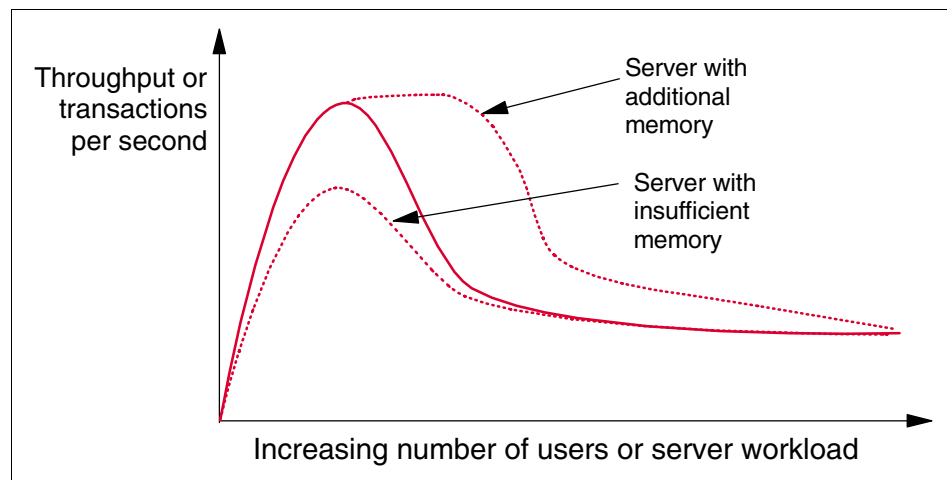 Throughput or
transactions
per second
Server with
additional
memory
Server with
insufficient
memory
Increasing number of users or server workload